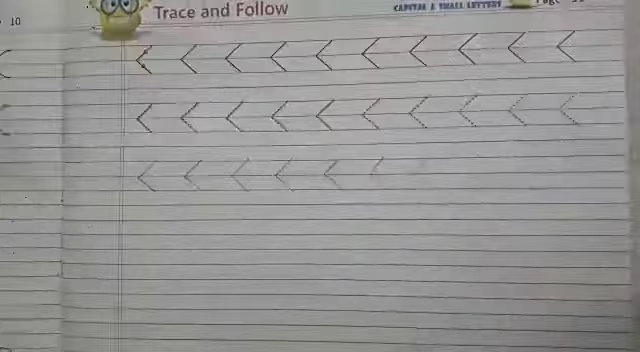 10
Trace and Follow
CAPITAL & SMALL LETTERS
< < < < < < < < < <
< < < < < < < < < <
< < < < < <